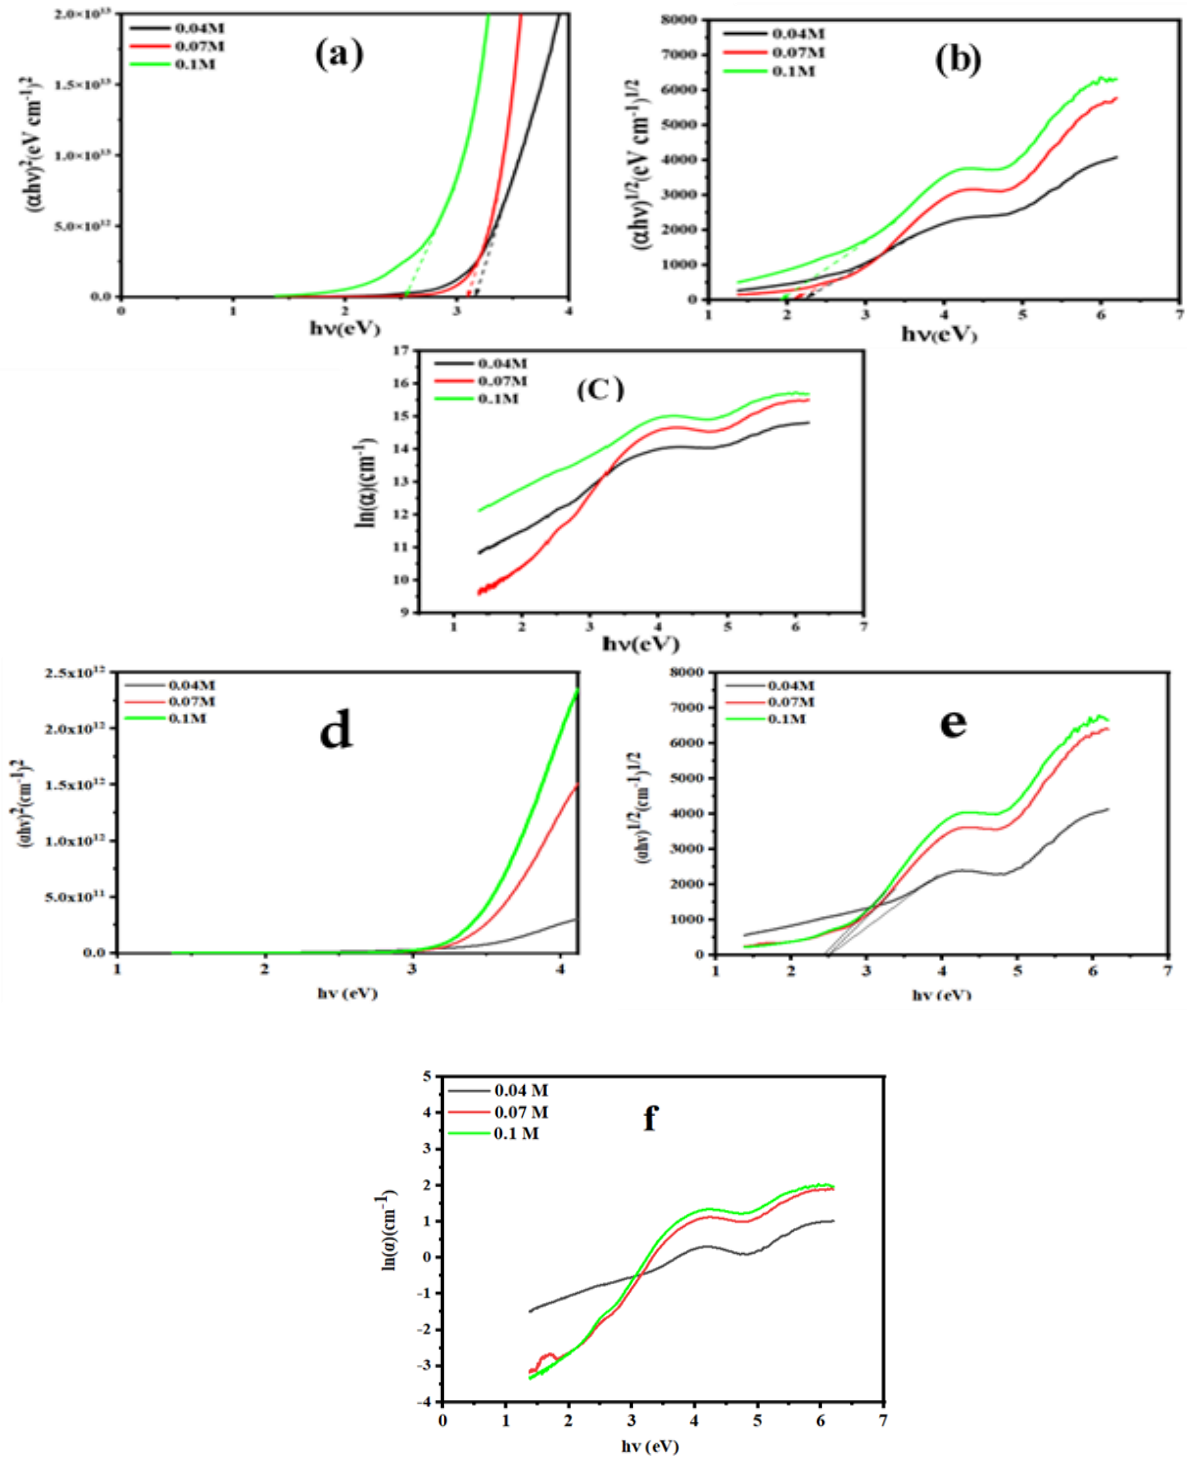 (a)
0.04M
0.07M
0.1M
(αhν)²(eV cm⁻¹)²
2.0×10¹³
1.5×10¹³
1.0×10¹³
5.0×10¹²
0.0
0 1 2 3 4
hν(eV)
(b)
0.04M
0.07M
0.1M
(αhν)¹ᐟ²(eV cm⁻¹)¹ᐟ²
8000
7000
6000
5000
4000
3000
2000
1000
0
1 2 3 4 5 6 7
hν(eV)
(C)
0.04M
0.07M
0.1M
ln(α)(cm⁻¹)
17
16
15
14
13
12
11
10
9
1 2 3 4 5 6 7
hν(eV)
d
0.04M
0.07M
0.1M
(αhν)²(cm⁻¹)²
2.5x10¹²
2.0x10¹²
1.5x10¹²
1.0x10¹²
5.0x10¹¹
0.0
1 2 3 4
hν (eV)
e
0.04M
0.07M
0.1M
(αhν)¹ᐟ²(cm⁻¹)¹ᐟ²
8000
7000
6000
5000
4000
3000
2000
1000
0
1 2 3 4 5 6 7
hν (eV)
f
0.04 M
0.07 M
0.1 M
ln(α)(cm⁻¹)
5
4
3
2
1
0
-1
-2
-3
-4
0 1 2 3 4 5 6 7
hν (eV)